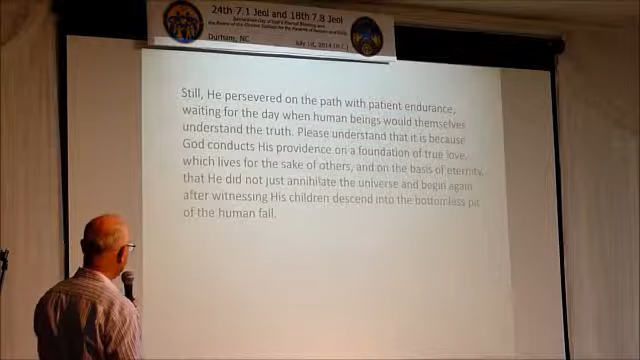 24th 7.1 Jeol and 18th 7.8 Jeol
Durham, NC
July 1st, 2014 (H.C.)
Still, He persevered on the path with patient endurance,
waiting for the day when human beings would themselves
understand the truth. Please understand that it is because
God conducts His providence on a foundation of true love,
which lives for the sake of others, and on the basis of eternity,
that He did not just annihilate the universe and begin again
after witnessing His children descend into the bottomless pit
of the human fall.